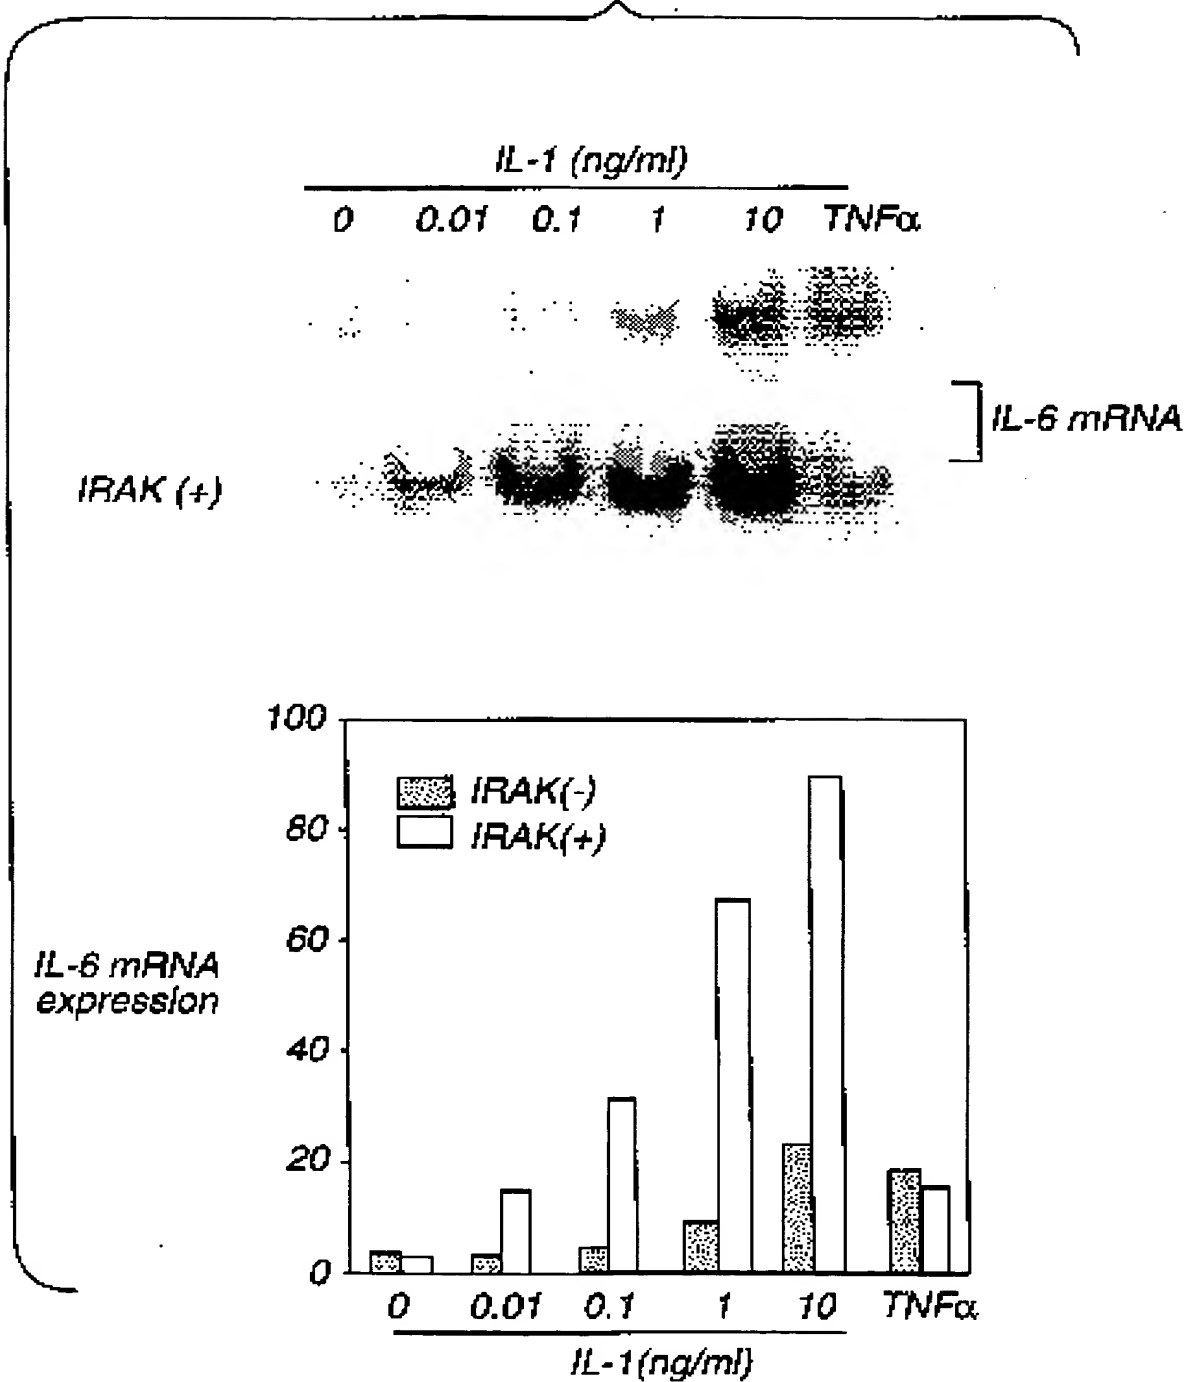 IL-1 (ng/ml)
0 0.01 0.1 1 10 TNFα
IL-6 mRNA
IRAK (+)
100
80
60
40
20
0
IRAK(-)
IRAK(+)
IL-6 mRNA
expression
0 0.01 0.1 1 10 TNFα
IL-1(ng/ml)